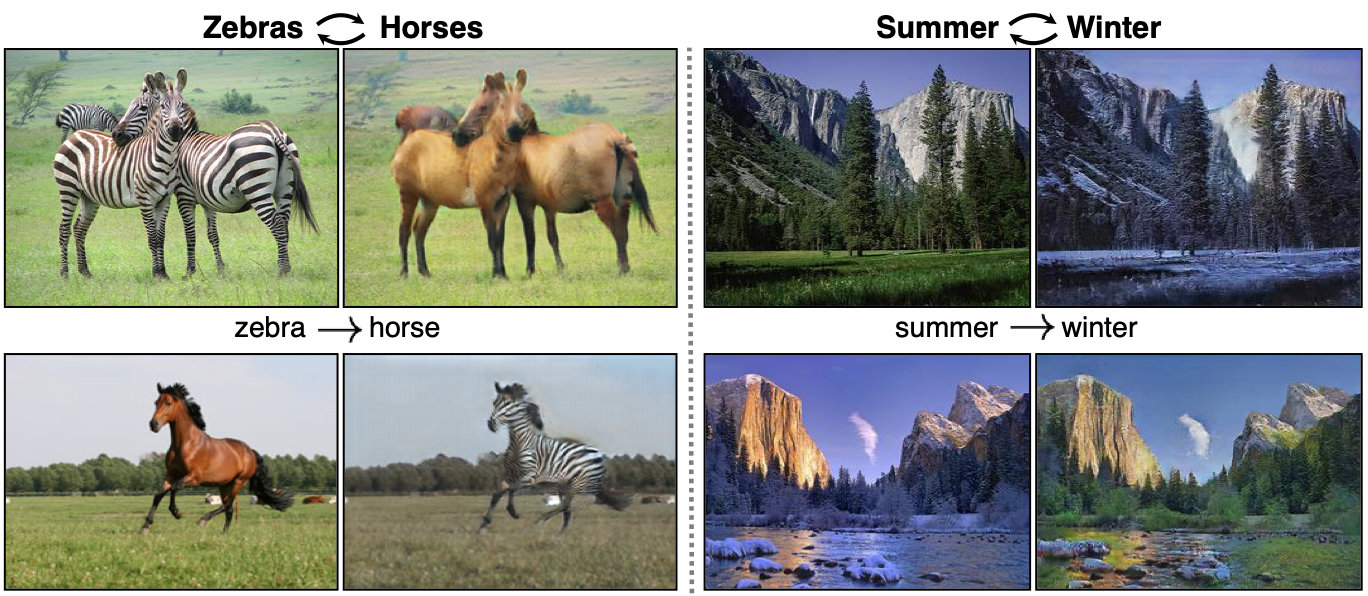 Zebras Horses
zebra → horse
Summer Winter
summer → winter